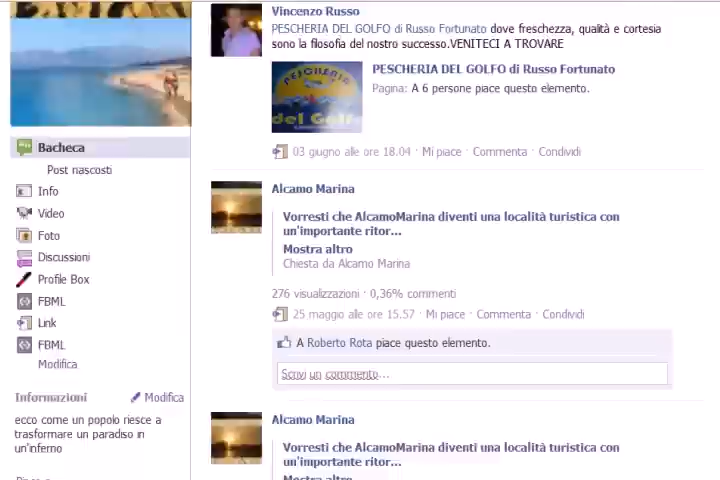 Bacheca
Post nascosti
Info
Video
Foto
Discussioni
Profile Box
FBML
Link
FBML
Modifica
Informazioni
Modifica
ecco come un popolo riesce a
trasformare un paradiso in
un'inferno
Vincenzo Russo
PESCHERIA DEL GOLFO di Russo Fortunato dove freschezza, qualità e cortesia
sono la filosofia del nostro successo.VENITECI A TROVARE
PESCHERIA
del Golfo
PESCHERIA DEL GOLFO di Russo Fortunato
Pagina: A 6 persone piace questo elemento.
03 giugno alle ore 18.04 · Mi piace · Commenta · Condividi
Alcamo Marina
Vorresti che AlcamoMarina diventi una località turistica con
un'importante ritor...
Mostra altro
Chiesta da Alcamo Marina
276 visualizzazioni · 0,36% commenti
25 maggio alle ore 15.57 · Mi piace · Commenta · Condividi
A Roberto Rota piace questo elemento.
Scrivi un commento...
Alcamo Marina
Vorresti che AlcamoMarina diventi una località turistica con
un'importante ritor...
Mostra altro